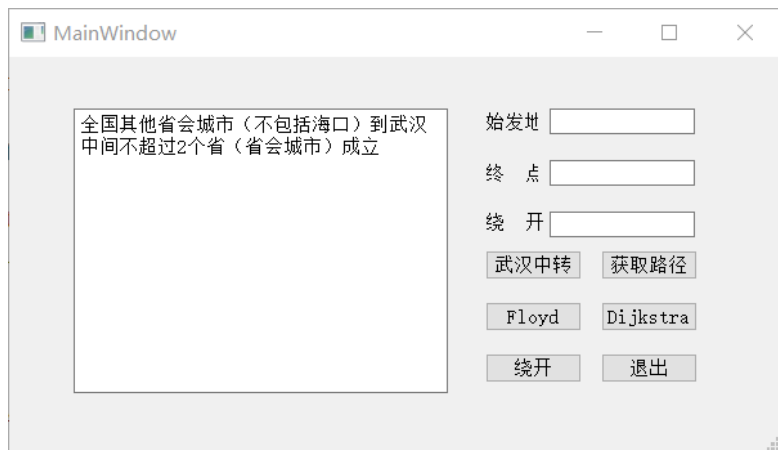 MainWindow
全国其他省会城市（不包括海口）到武汉
中间不超过2个省（省会城市）成立
始发地
终 点
绕 开
武汉中转 获取路径
Floyd Dijkstra
绕开 退出